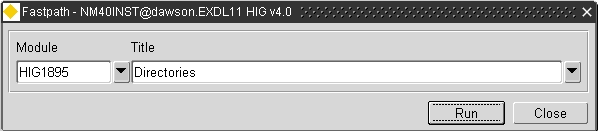 Fastpath - NM40INST@dawson.EXDL11 HIG v4.0
Module Title
HIG1895 Directories
Run Close